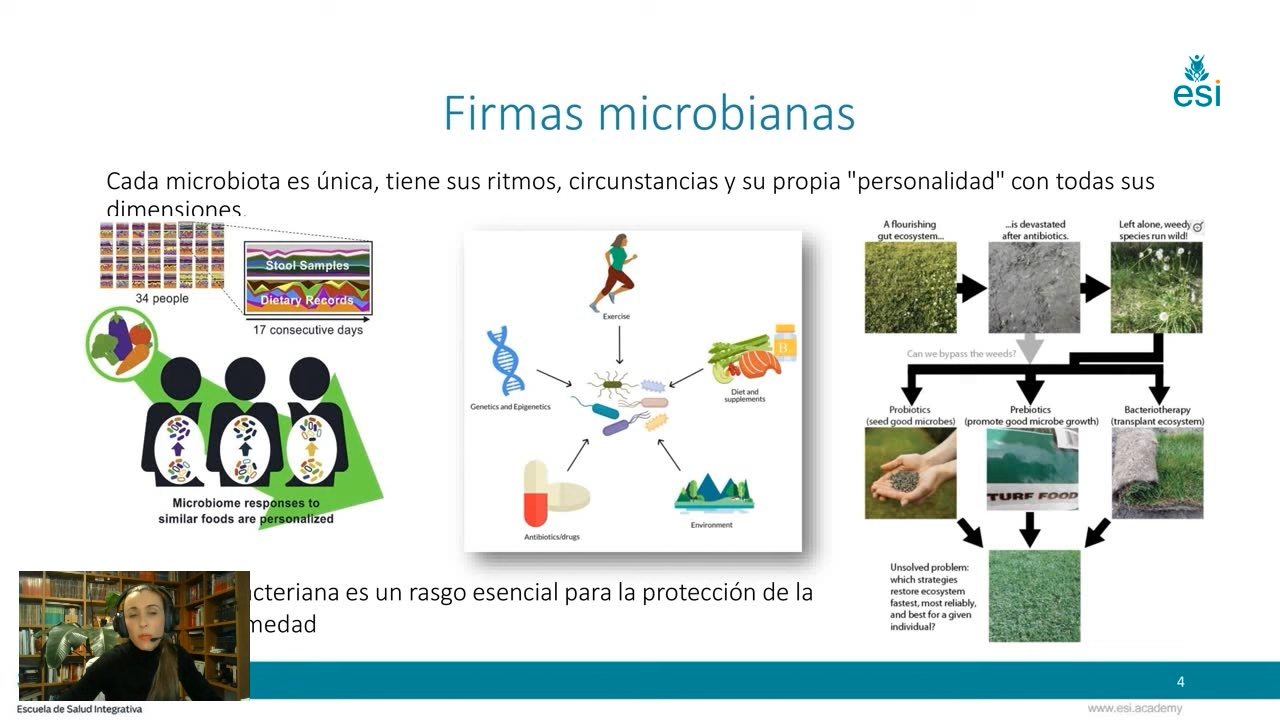 esi
Firmas microbianas
Cada microbiota es única, tiene sus ritmos, circunstancias y su propia "personalidad" con todas sus
dimensiones.
34 people
Stool Samples
Dietary Records
17 consecutive days
Microbiome responses to
similar foods are personalized
Exercise
Genetics and Epigenetics
B
Diet and
supplements
Antibiotics/drugs
Environment
A flourishing
gut ecosystem...
...is devastated
after antibiotics.
Left alone, weedy
species run wild!
Can we bypass the weeds?
Probiotics
(seed good microbes)
Prebiotics
(promote good microbe growth)
Bacteriotherapy
(transplant ecosystem)
TURF FOOD
Unsolved problem:
which strategies
restore ecosystem
fastest, most reliably,
and best for a given
individual?
acteriana es un rasgo esencial para la protección de la
medad
4
Escuela de Salud Integrativa
www.esi.academy